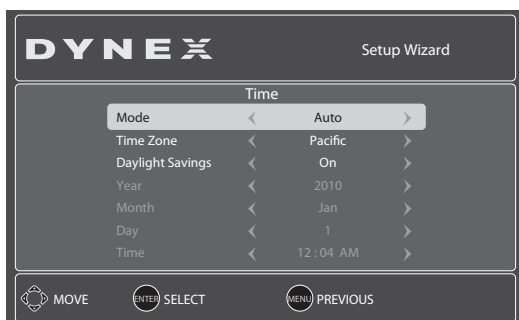 DYNEX Setup Wizard
Time
Mode Auto
Time Zone Pacific
Daylight Savings On
Year 2010
Month Jan
Day 1
Time 12:04 AM
MOVE ENTER SELECT MENU PREVIOUS